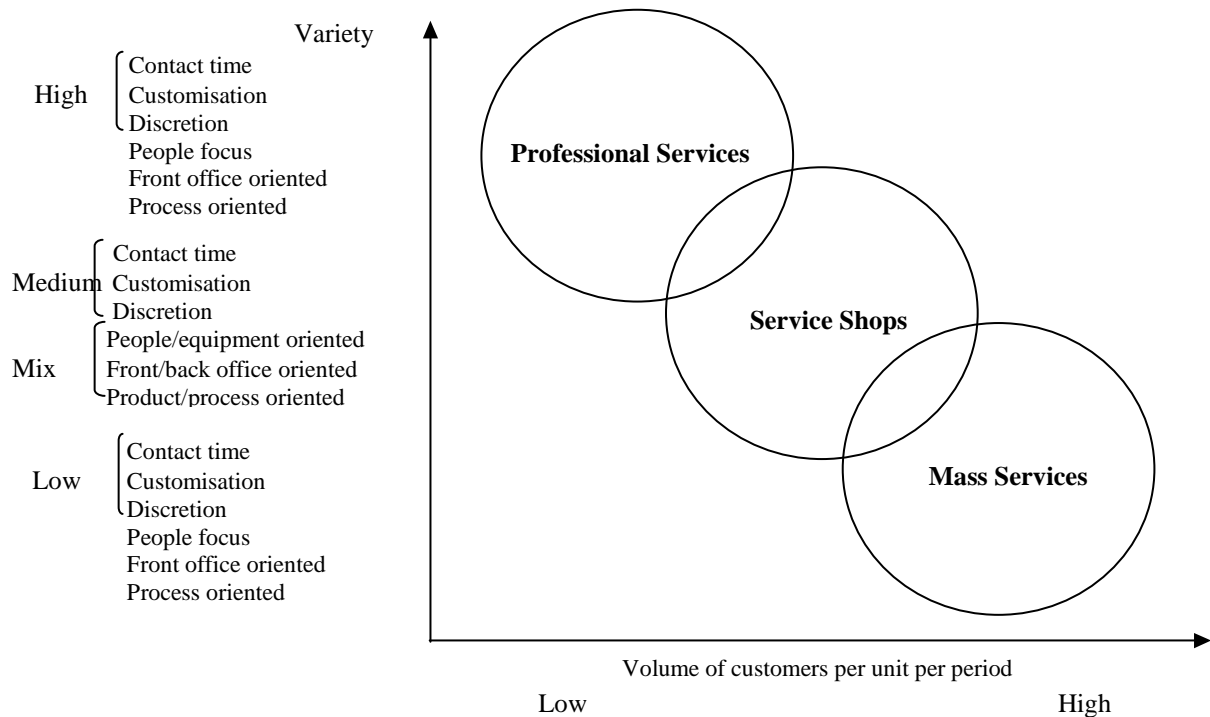 Variety
High
Contact time
Customisation
Discretion
People focus
Front office oriented
Process oriented
Professional Services
Medium
Contact time
Customisation
Discretion
Mix
People/equipment oriented
Front/back office oriented
Product/process oriented
Service Shops
Low
Contact time
Customisation
Discretion
People focus
Front office oriented
Process oriented
Mass Services
Volume of customers per unit per period
Low
High